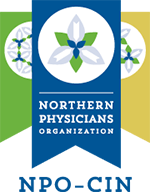 NORTHERN
PHYSICIANS
ORGANIZATION
NPO-CIN